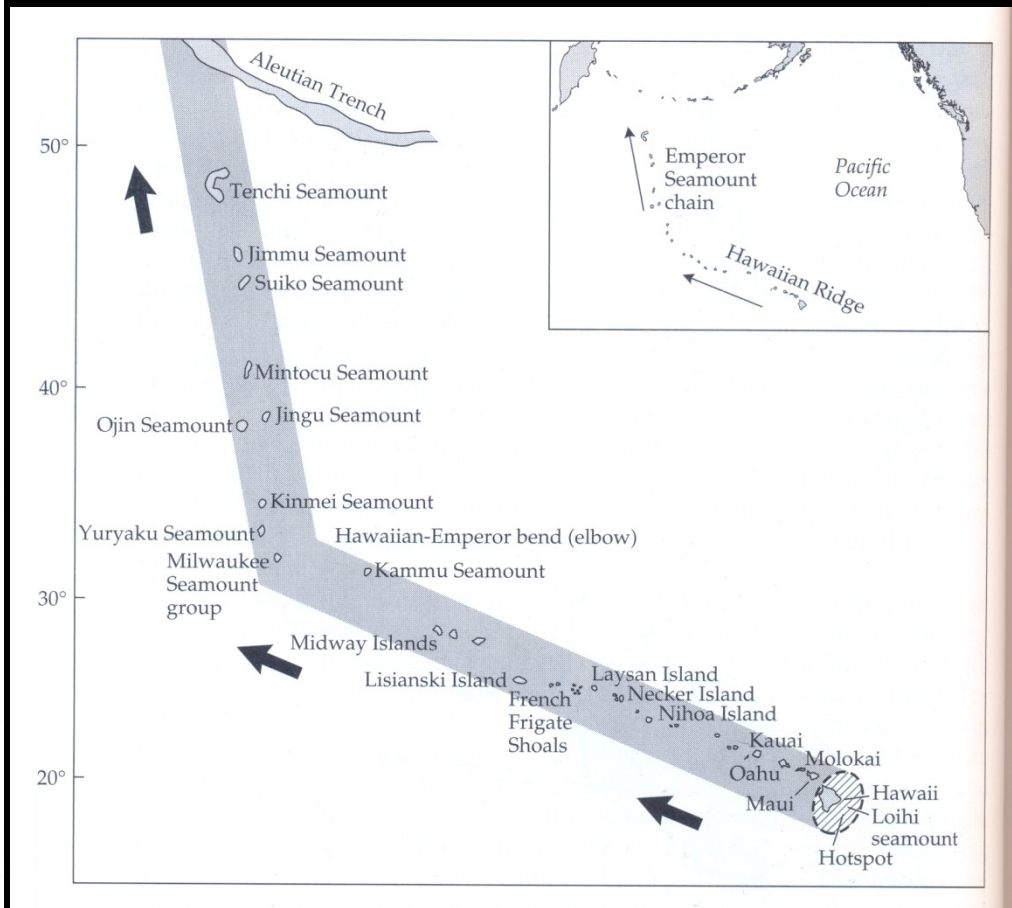 Aleutian Trench
50°
Tenchi Seamount
Jimmu Seamount
Suiko Seamount
Mintocu Seamount
40°
Jingu Seamount
Ojin Seamount
Kinmei Seamount
Yuryaku Seamount
Hawaiian-Emperor bend (elbow)
Milwaukee
Seamount
group
Kammu Seamount
30°
Midway Islands
Lisianski Island
Laysan Island
French
Frigate
Shoals
Necker Island
Nihoa Island
Kauai
20°
Oahu
Molokai
Maui
Hawaii
Loihi
seamount
Hotspot
Emperor
Seamount
chain
Pacific
Ocean
Hawaiian Ridge